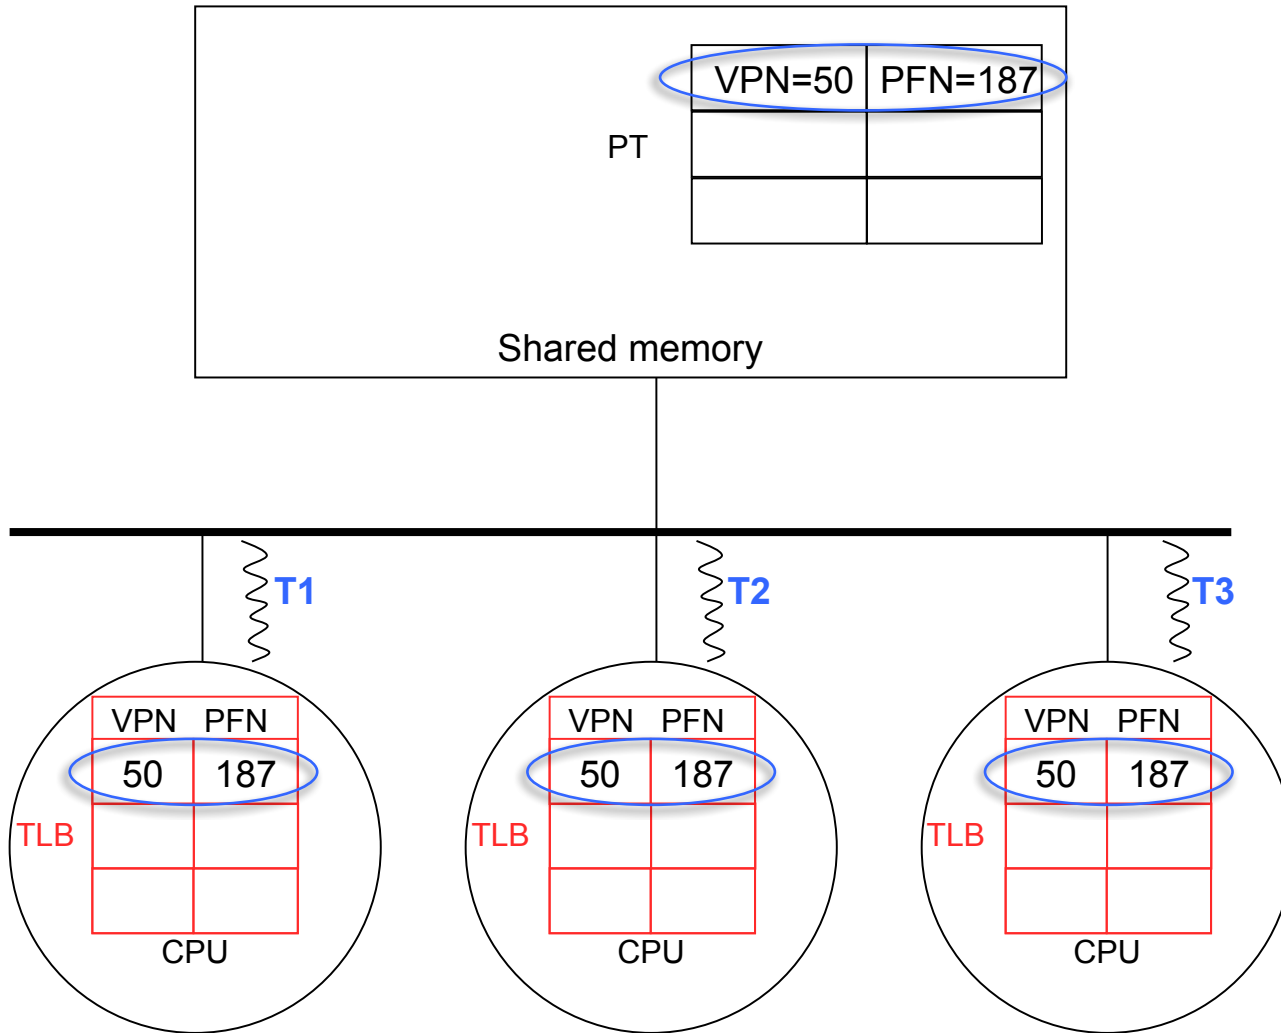 VPN=50 PFN=187
PT
Shared memory
T1 T2 T3
VPN PFN VPN PFN VPN PFN
50 187 50 187 50 187
TLB TLB TLB
CPU CPU CPU